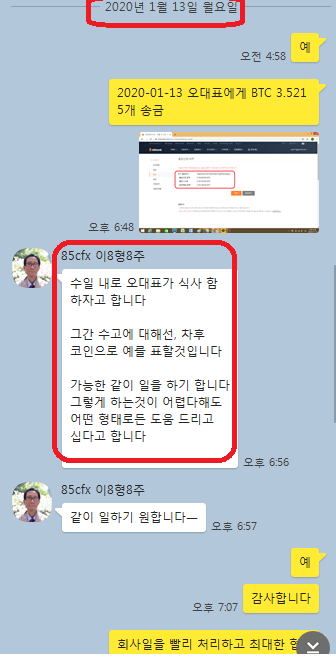 2020년 1월 13일 월요일
예
오전 4:58
2020-01-13 오대표에게 BTC 3.521
5개 송금
오후 6:48
85cfx 이8형8주
수일 내로 오대표가 식사 함
하자고 합니다
그간 수고에 대해선, 차후
코인으로 예를 표할것입니다
가능한 같이 일을 하기 합니다
그렇게 하는것이 어렵다해도
어떤 형태로든 도움 드리고
십다고 합니다
오후 6:56
85cfx 이8형8주
같이 일하기 원합니다—
오후 6:57
예
감사합니다
오후 7:07
회사일을 빨리 처리하고 최대한 합